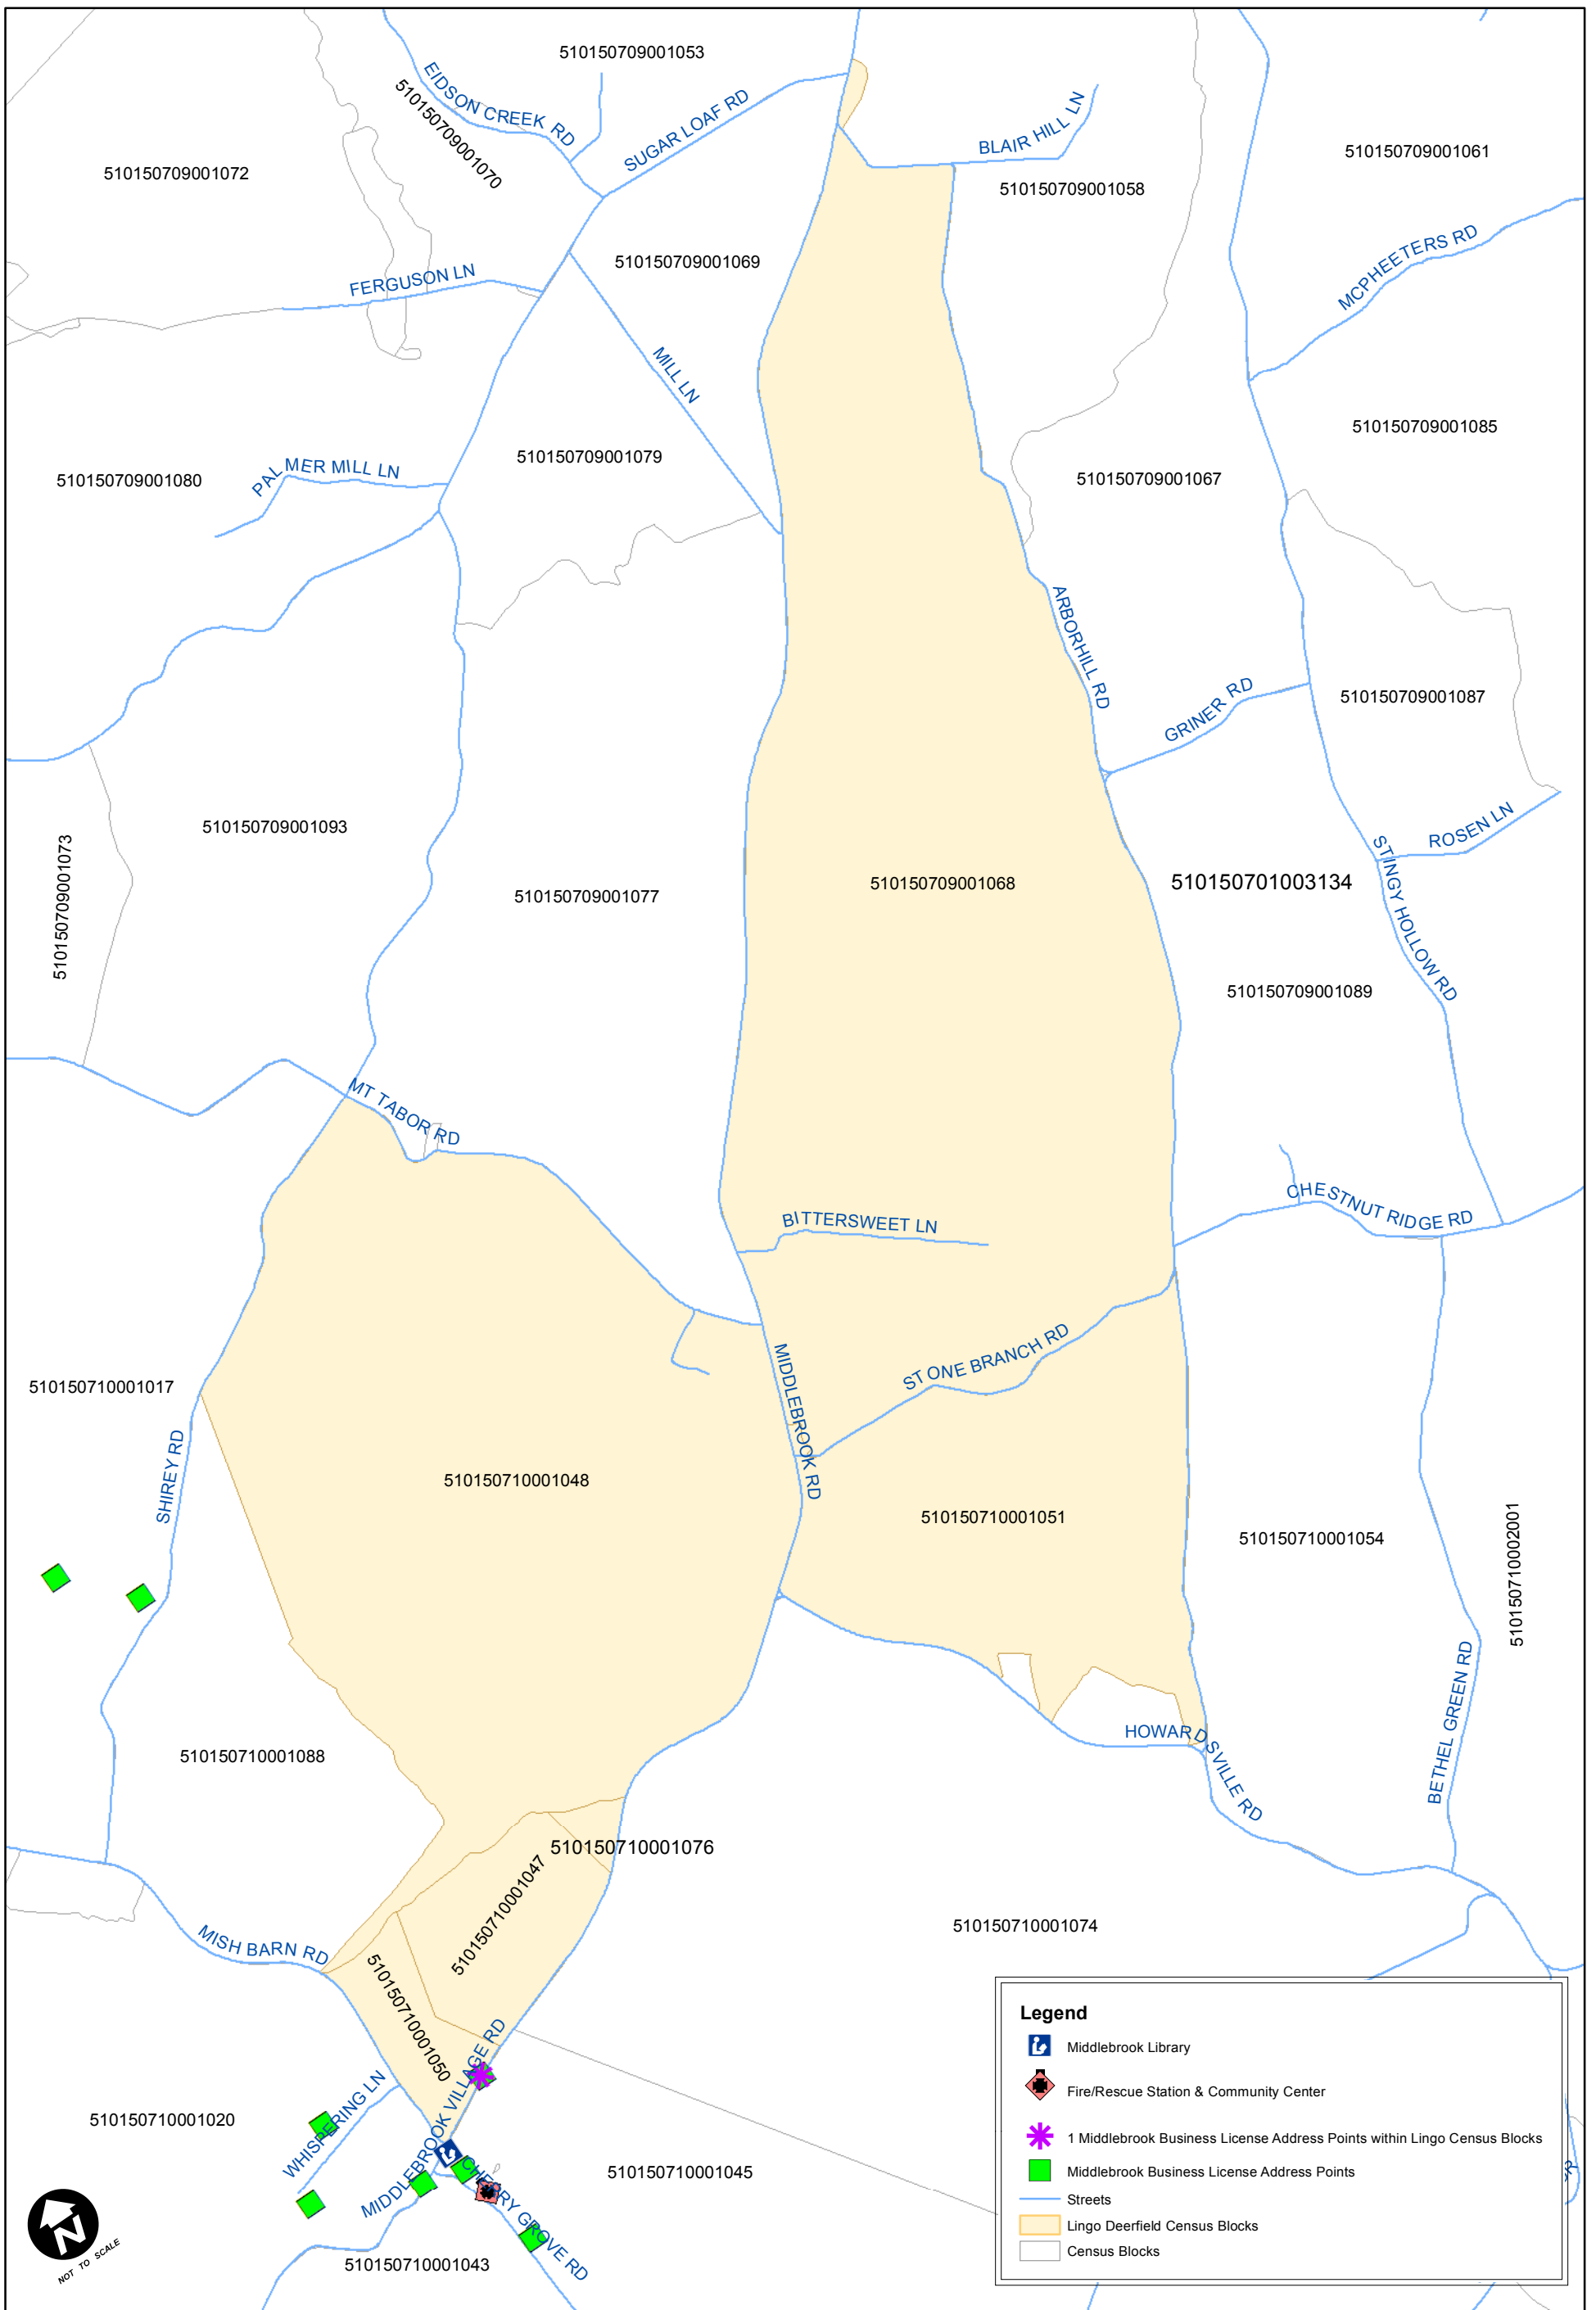 510150709001053
EIDSON CREEK RD
510150709001070
SUGAR LOAF RD
BLAIR HILL LN
510150709001061
510150709001072
510150709001058
MCPHEETERS RD
510150709001069
FERGUSON LN
MILL LN
510150709001085
510150709001079
PALMER MILL LN
510150709001080
510150709001067
ARBORHILL RD
GRINER RD
510150709001087
510150709001093
ROSEN LN
510150709001073
510150709001077
510150709001068
510150701003134
STINGY HOLLOW RD
510150709001089
MT TABOR RD
CHESTNUT RIDGE RD
BITTERSWEET LN
STONE BRANCH RD
MIDDLEBROOK RD
510150710001017
SHIREY RD
510150710001048
510150710001051
510150710001054
510150710002001
BETHEL GREEN RD
HOWARDSVILLE RD
510150710001088
510150710001076
510150710001047
510150710001074
MISH BARN RD
510150710001050
MIDDLEBROOK VILLAGE RD
WHISPERING LN
510150710001020
510150710001045
CHERRY GROVE RD
510150710001043
N
NOT TO SCALE
Legend
Middlebrook Library
Fire/Rescue Station & Community Center
1 Middlebrook Business License Address Points within Lingo Census Blocks
Middlebrook Business License Address Points
Streets
Lingo Deerfield Census Blocks
Census Blocks